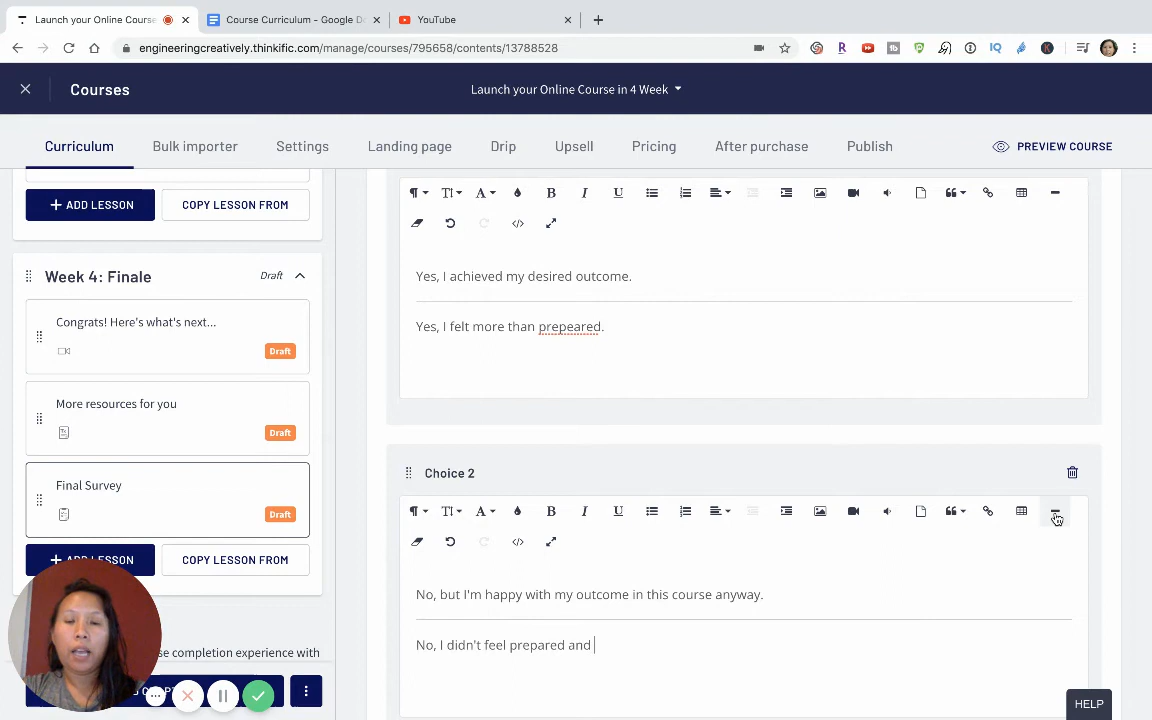 Launch your Online Course
Course Curriculum - Google Do
YouTube
engineeringcreatively.thinkific.com/manage/courses/795658/contents/13788528
Courses
Launch your Online Course in 4 Week
Curriculum
Bulk importer
Settings
Landing page
Drip
Upsell
Pricing
After purchase
Publish
PREVIEW COURSE
+ ADD LESSON
COPY LESSON FROM
Week 4: Finale
Draft
Congrats! Here's what's next...
Draft
More resources for you
Draft
Final Survey
Draft
ADD LESSON
COPY LESSON FROM
completion experience with
Yes, I achieved my desired outcome.
Yes, I felt more than prepeared.
Choice 2
No, but I'm happy with my outcome in this course anyway.
No, I didn't feel prepared and
HELP